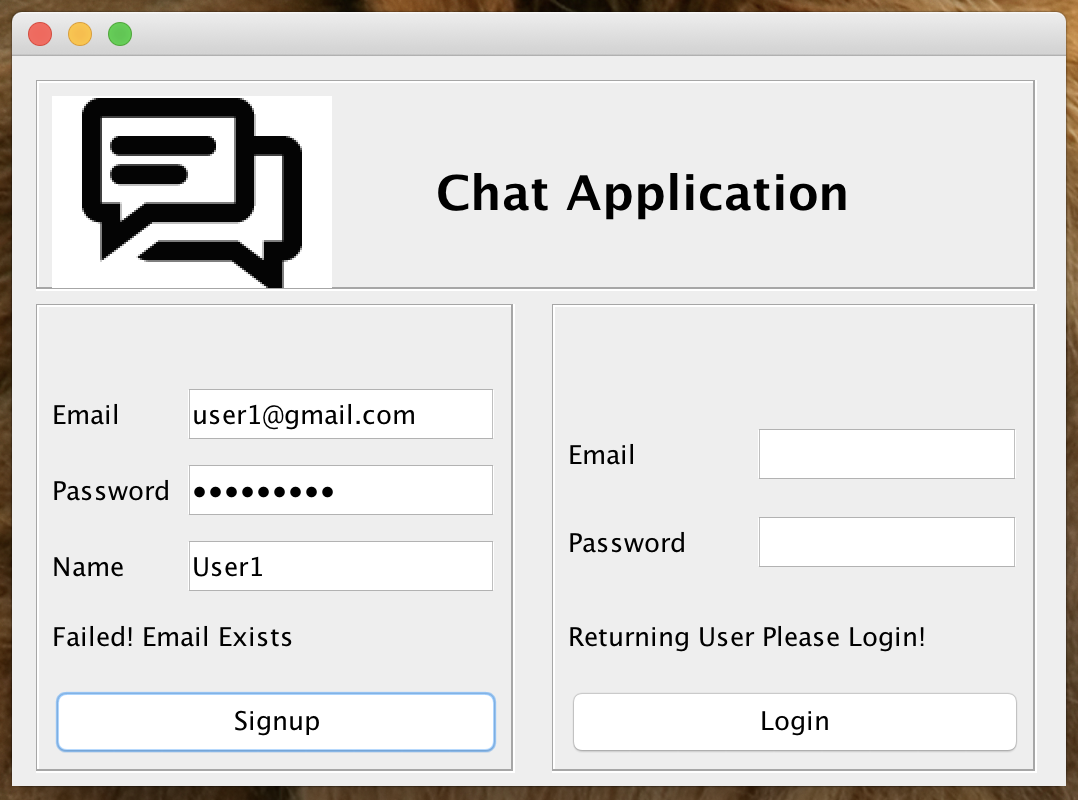 Chat Application
Email
user1@gmail.com
Password
•••••••••
Name
User1
Failed! Email Exists
Signup
Email
Password
Returning User Please Login!
Login